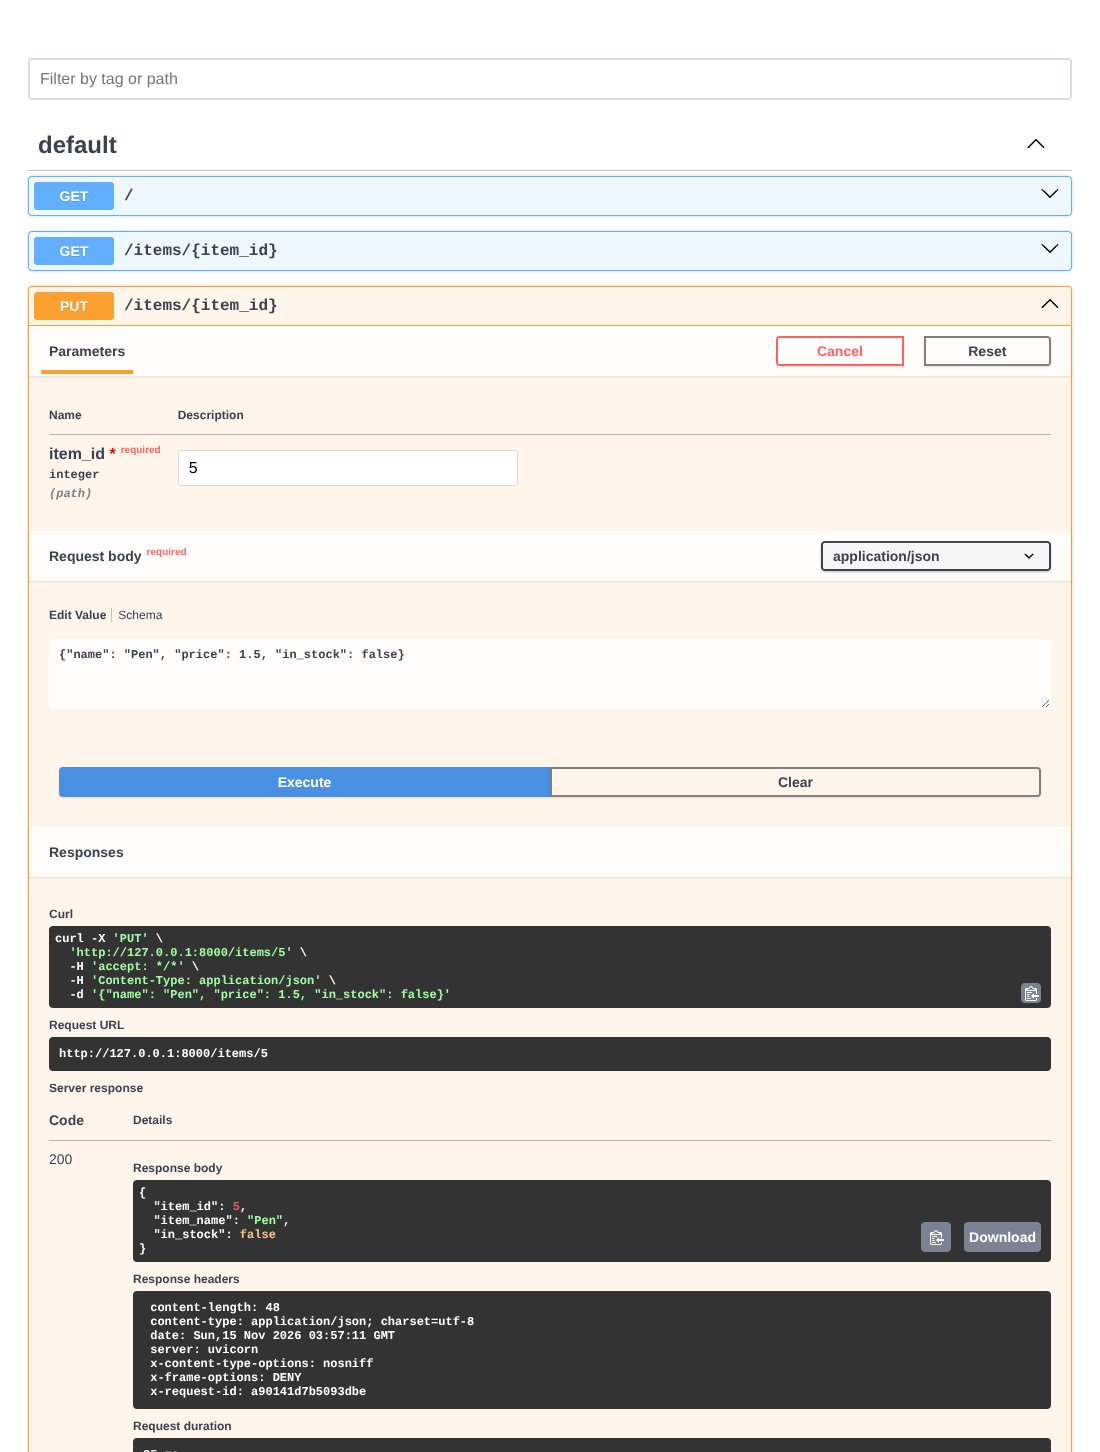 Filter by tag or path
default
GET /
GET /items/{item_id}
PUT /items/{item_id}
Parameters Cancel Reset
Name Description
item_id * required
integer
(path)
5
Request body required application/json
Edit Value Schema
{"name": "Pen", "price": 1.5, "in_stock": false}
Execute Clear
Responses
Curl
curl -X 'PUT' \
  'http://127.0.0.1:8000/items/5' \
  -H 'accept: */*' \
  -H 'Content-Type: application/json' \
  -d '{"name": "Pen", "price": 1.5, "in_stock": false}'
Request URL
http://127.0.0.1:8000/items/5
Server response
Code Details
200
Response body
{
  "item_id": 5,
  "item_name": "Pen",
  "in_stock": false
}
Download
Response headers
content-length: 48
content-type: application/json; charset=utf-8
date: Sun,15 Nov 2026 03:57:11 GMT
server: uvicorn
x-content-type-options: nosniff
x-frame-options: DENY
x-request-id: a90141d7b5093dbe
Request duration